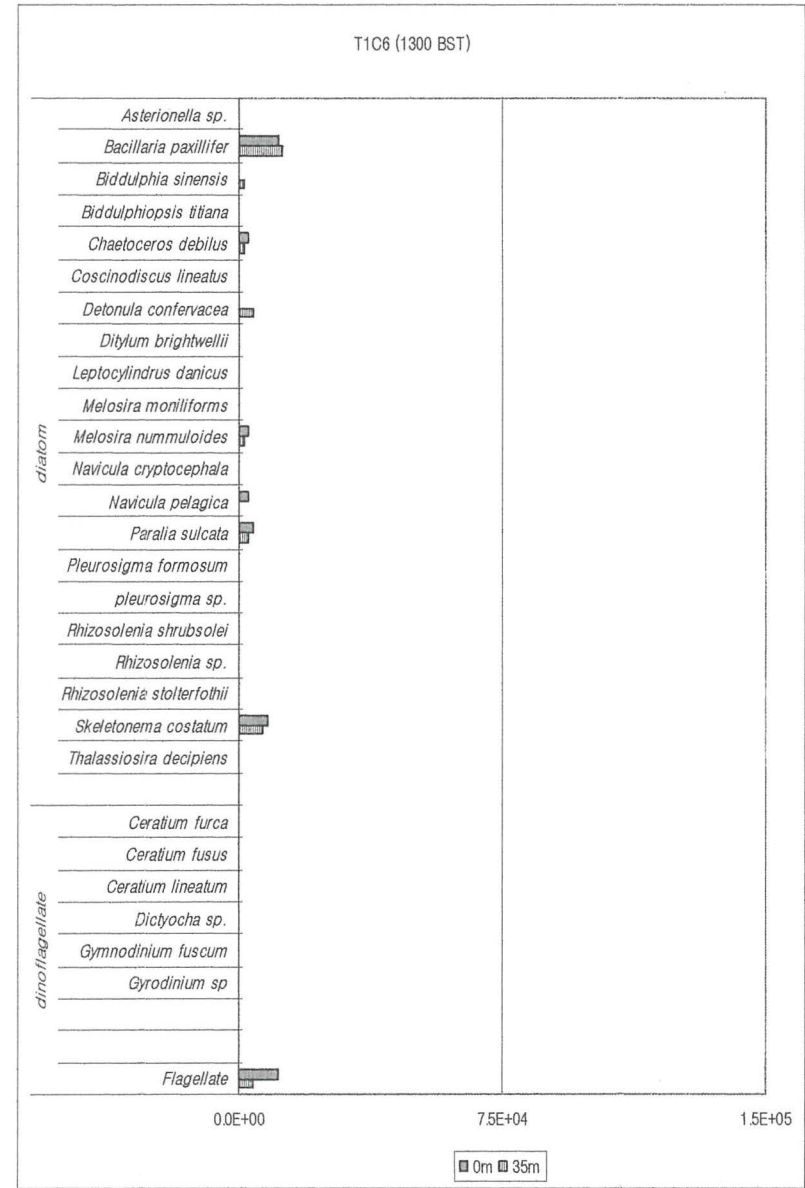 T1C6 (1300 BST)
diatom
Asterionella sp.
Bacillaria paxillifer
Biddulphia sinensis
Biddulphiopsis titiana
Chaetoceros debilus
Coscinodiscus lineatus
Detonula confervacea
Ditylum brightwellii
Leptocylindrus danicus
Melosira moniliforms
Melosira nummuloides
Navicula cryptocephala
Navicula pelagica
Paralia sulcata
Pleurosigma formosum
pleurosigma sp.
Rhizosolenia shrubsolei
Rhizosolenia sp.
Rhizosolenia stolterfothii
Skeletonema costatum
Thalassiosira decipiens
dinoflagellate
Ceratium furca
Ceratium fusus
Ceratium lineatum
Dictyocha sp.
Gymnodinium fuscum
Gyrodinium sp
Flagellate
0.0E+00 7.5E+04 1.5E+05
0m 35m